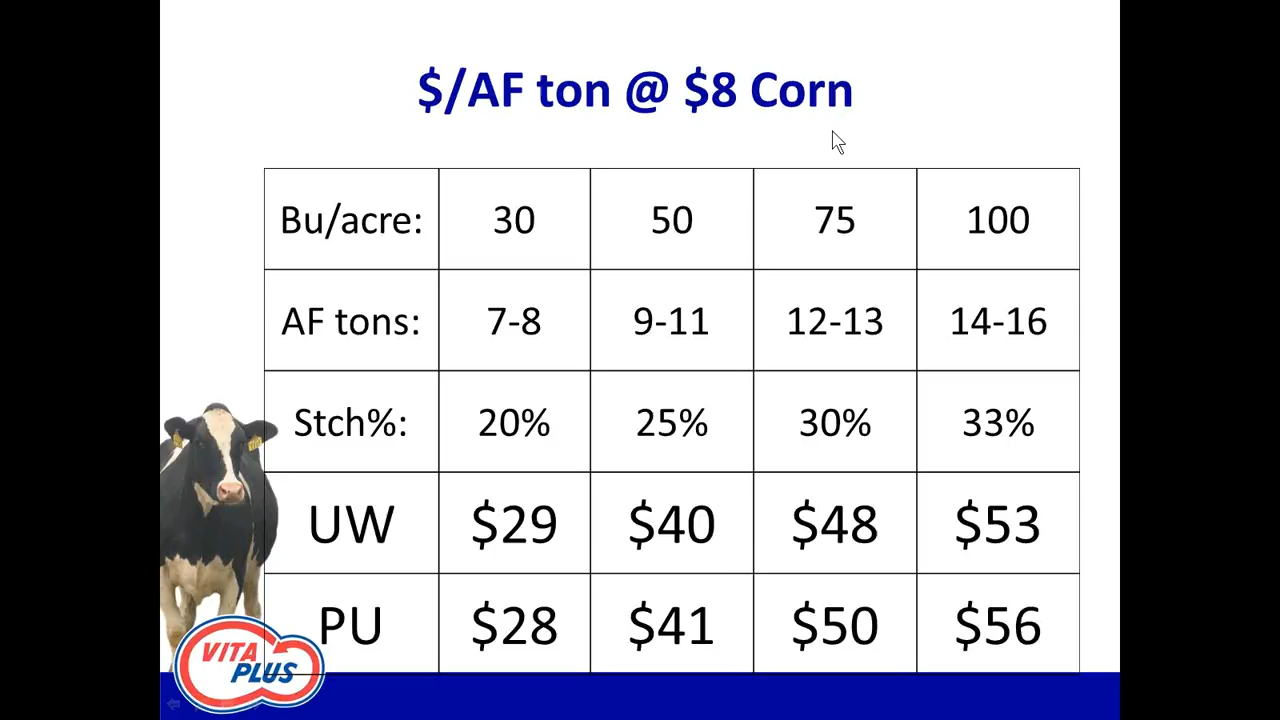 $/AF ton @ $8 Corn
Bu/acre: 30 50 75 100
AF tons: 7-8 9-11 12-13 14-16
Stch%: 20% 25% 30% 33%
UW $29 $40 $48 $53
PU $28 $41 $50 $56
VITA
PLUS